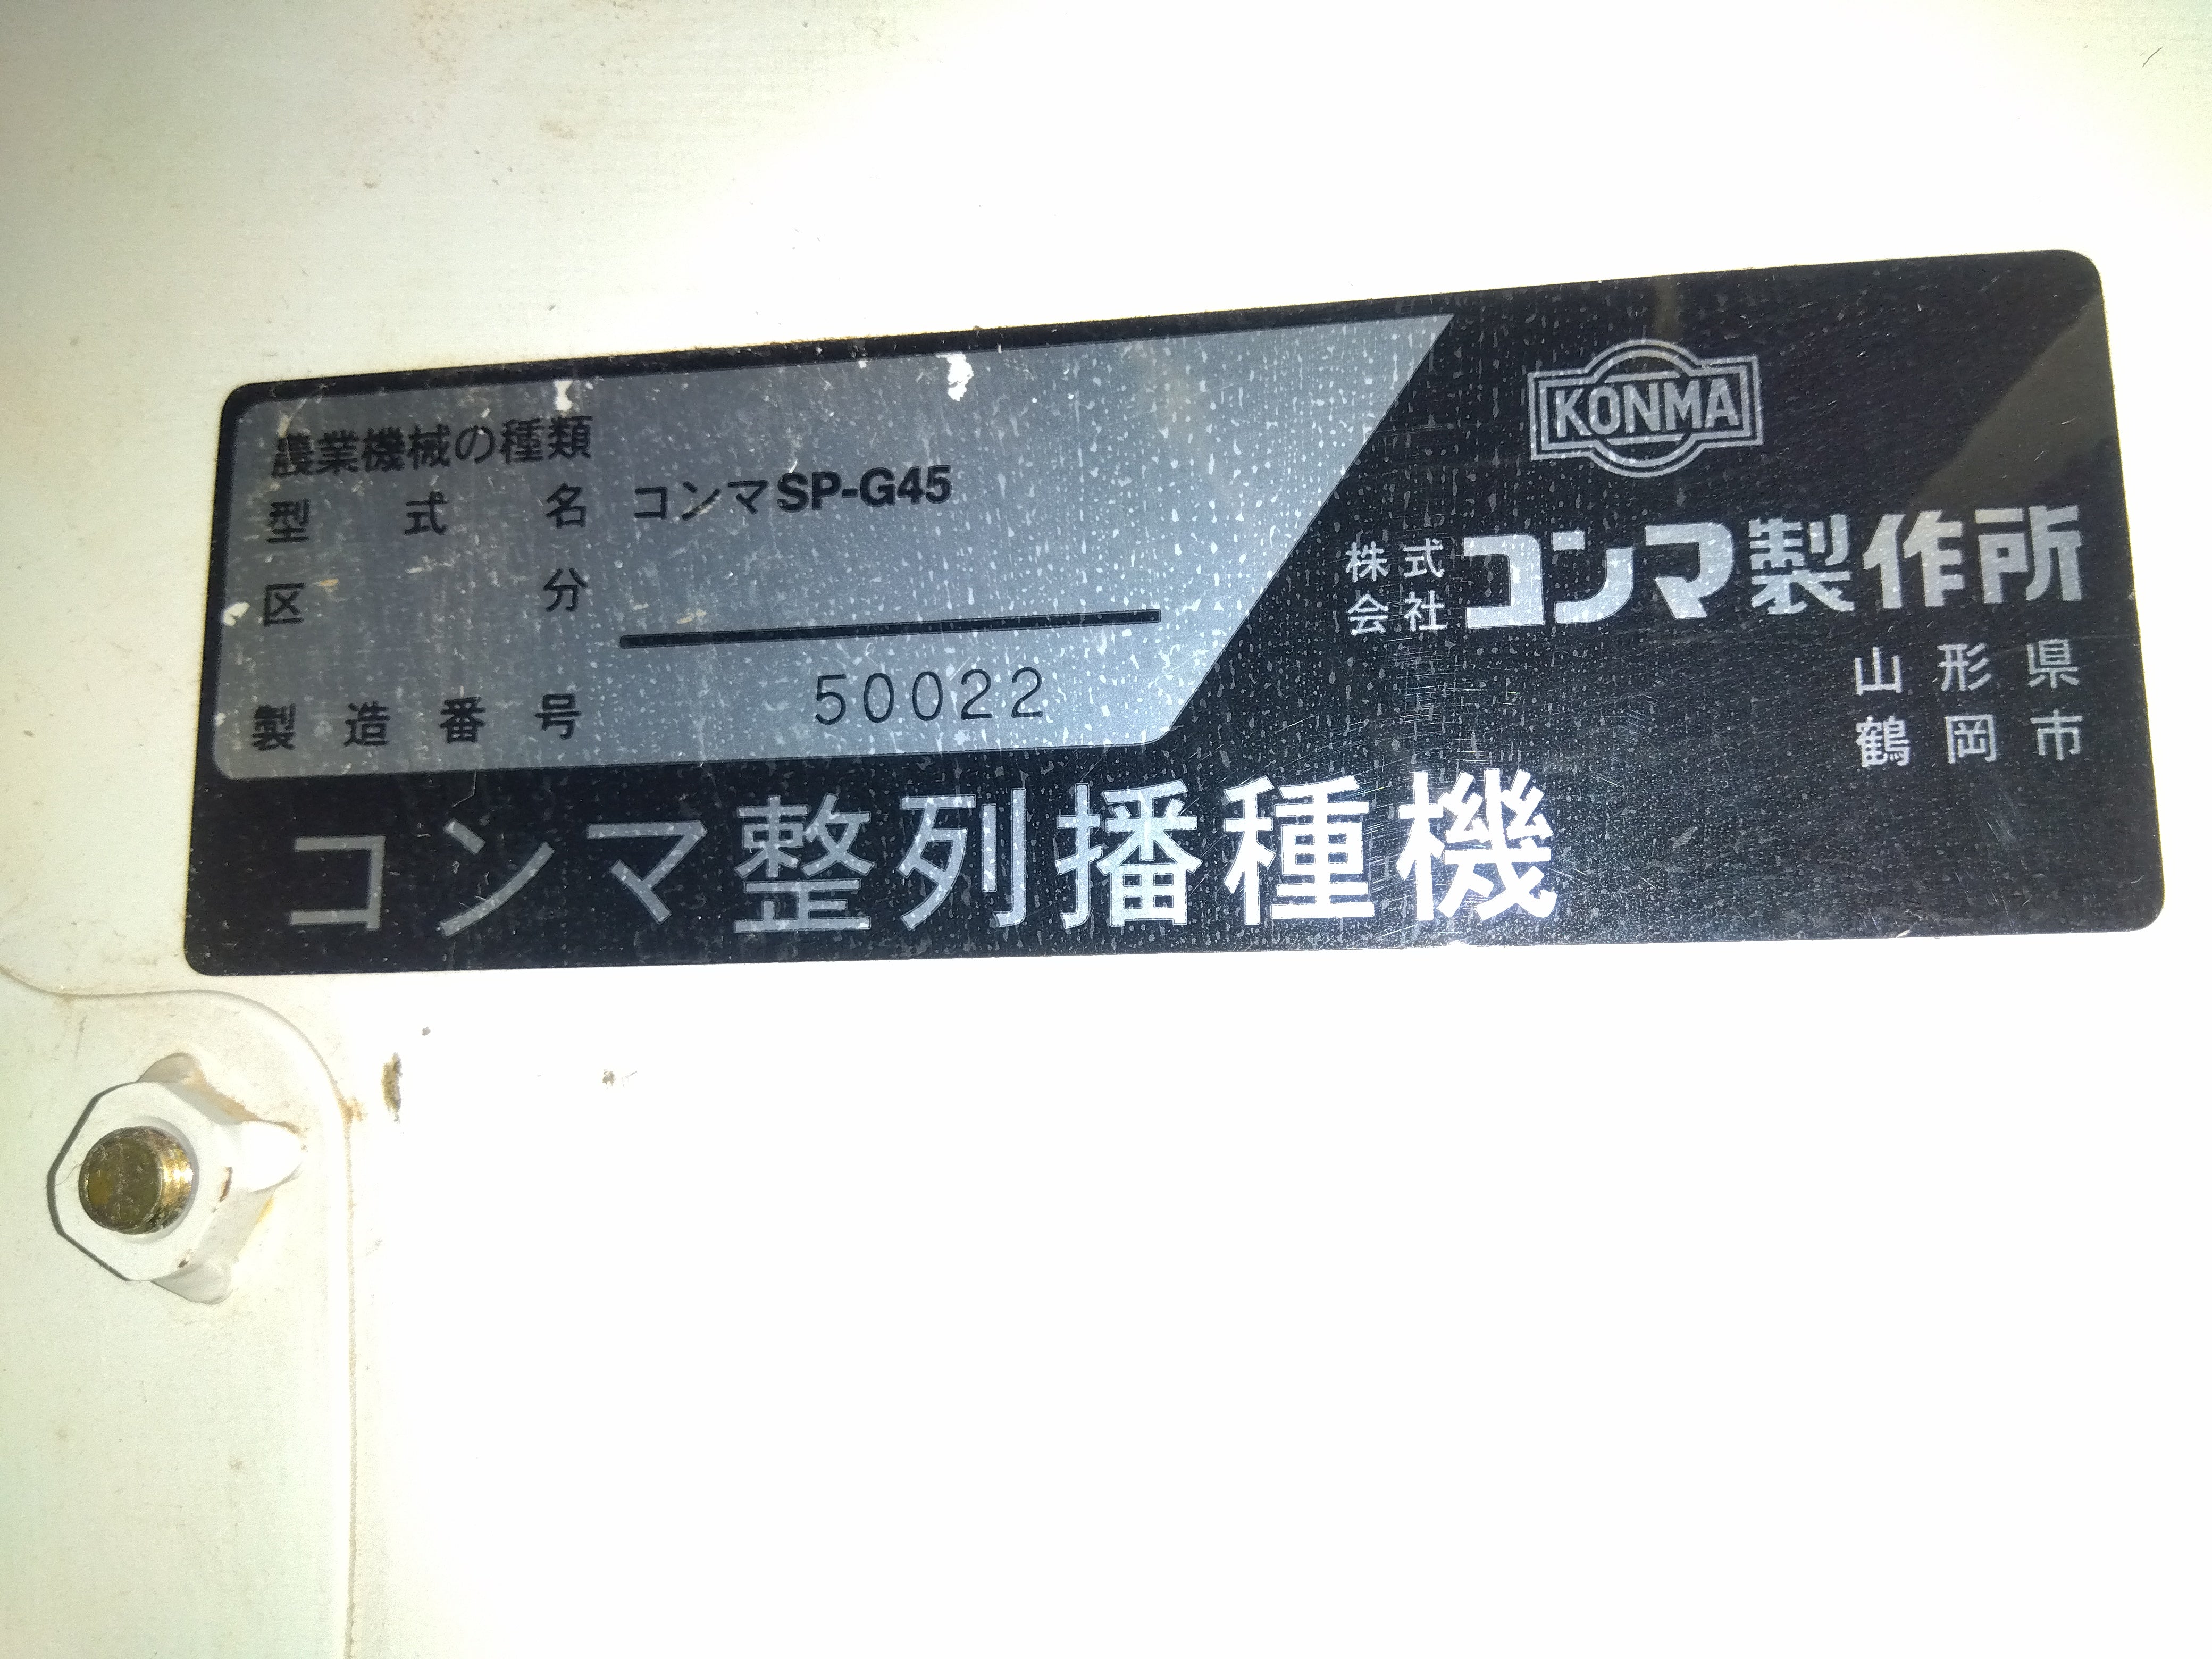 農業機械の種類
型式名 コンマSP-G45
区分
製造番号 50022
KONMA
株式会社 コンマ製作所
山形県
鶴岡市
コンマ整列播種機